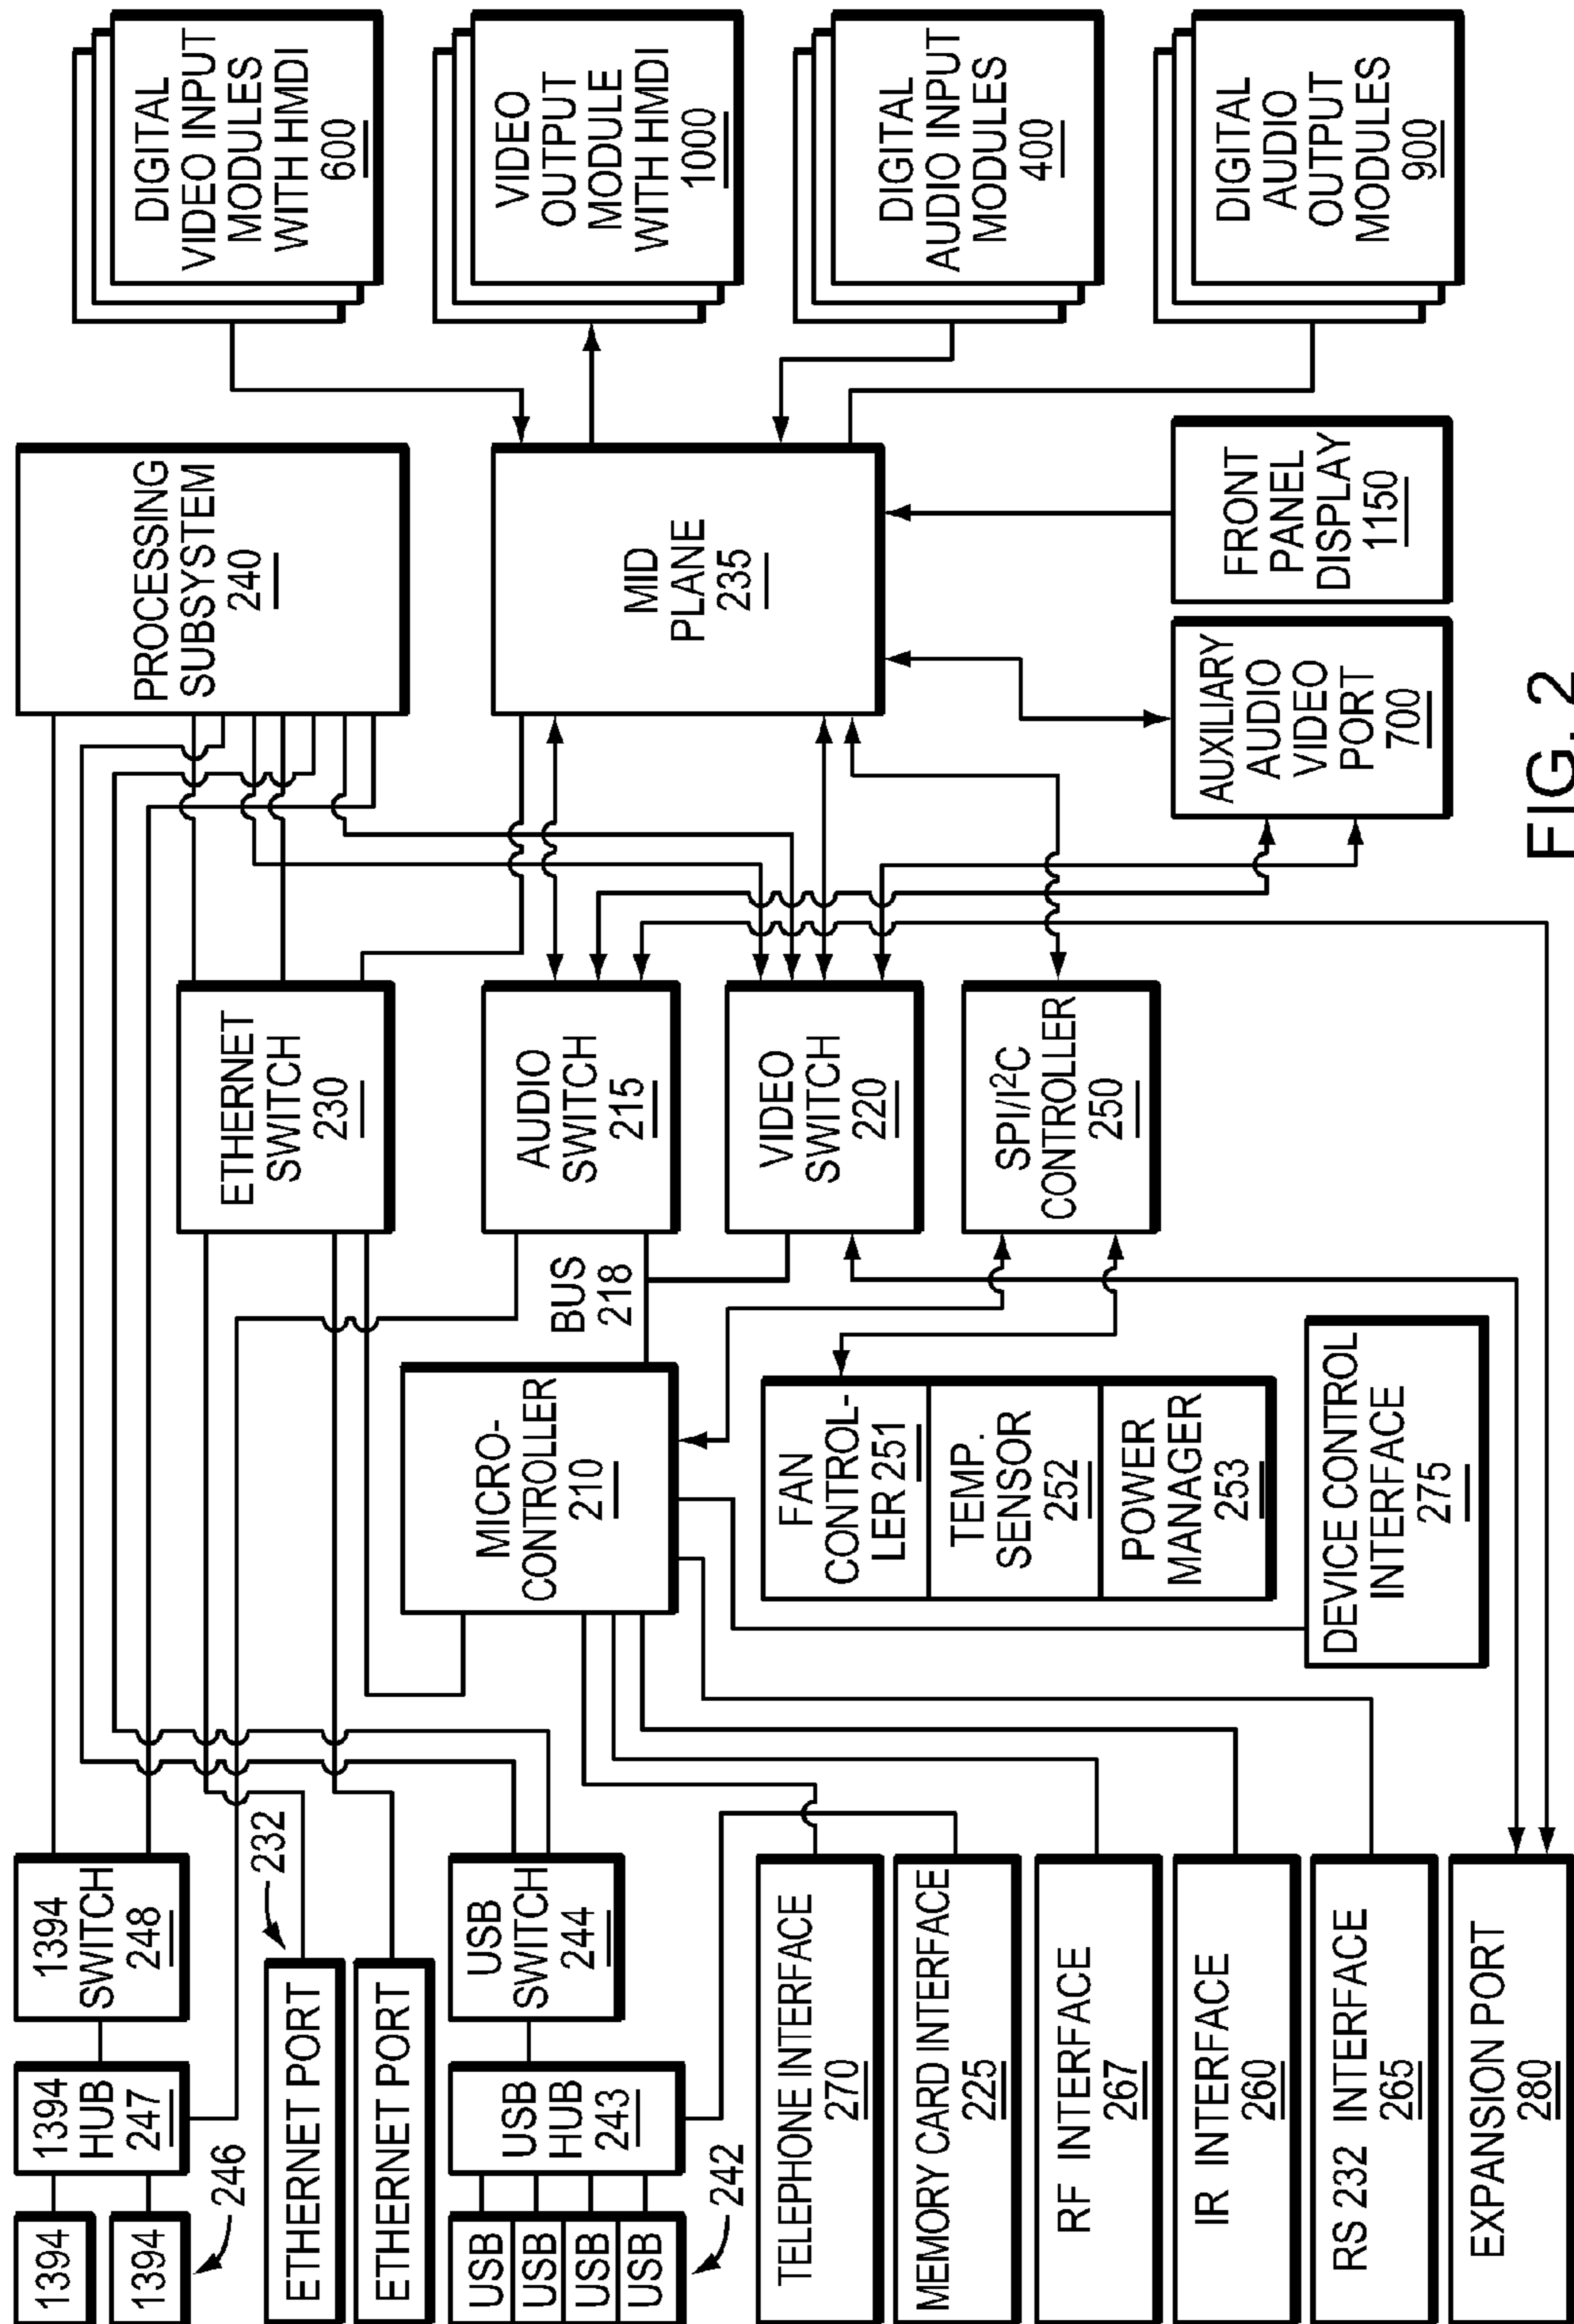 1394
1394
246
1394
HUB
247
1394
SWITCH
248
ETHERNET PORT
ETHERNET PORT
232
USB
USB
USB
USB
242
USB
HUB
243
USB
SWITCH
244
TELEPHONE INTERFACE
270
MEMORY CARD INTERFACE
225
RF INTERFACE
267
IR INTERFACE
260
RS 232 INTERFACE
265
EXPANSION PORT
280
MICRO-
CONTROLLER
210
BUS
218
FAN
CONTROL-
LER 251
TEMP.
SENSOR
252
POWER
MANAGER
253
DEVICE CONTROL
INTERFACE
275
ETHERNET
SWITCH
230
AUDIO
SWITCH
215
VIDEO
SWITCH
220
SPI/I²C
CONTROLLER
250
PROCESSING
SUBSYSTEM
240
MID
PLANE
235
AUXILIARY
AUDIO
VIDEO
PORT
700
FRONT
PANEL
DISPLAY
1150
DIGITAL
VIDEO INPUT
MODULES
WITH HMDI
600
VIDEO
OUTPUT
MODULE
WITH HMDI
1000
DIGITAL
AUDIO INPUT
MODULES
400
DIGITAL
AUDIO
OUTPUT
MODULES
900
FIG. 2